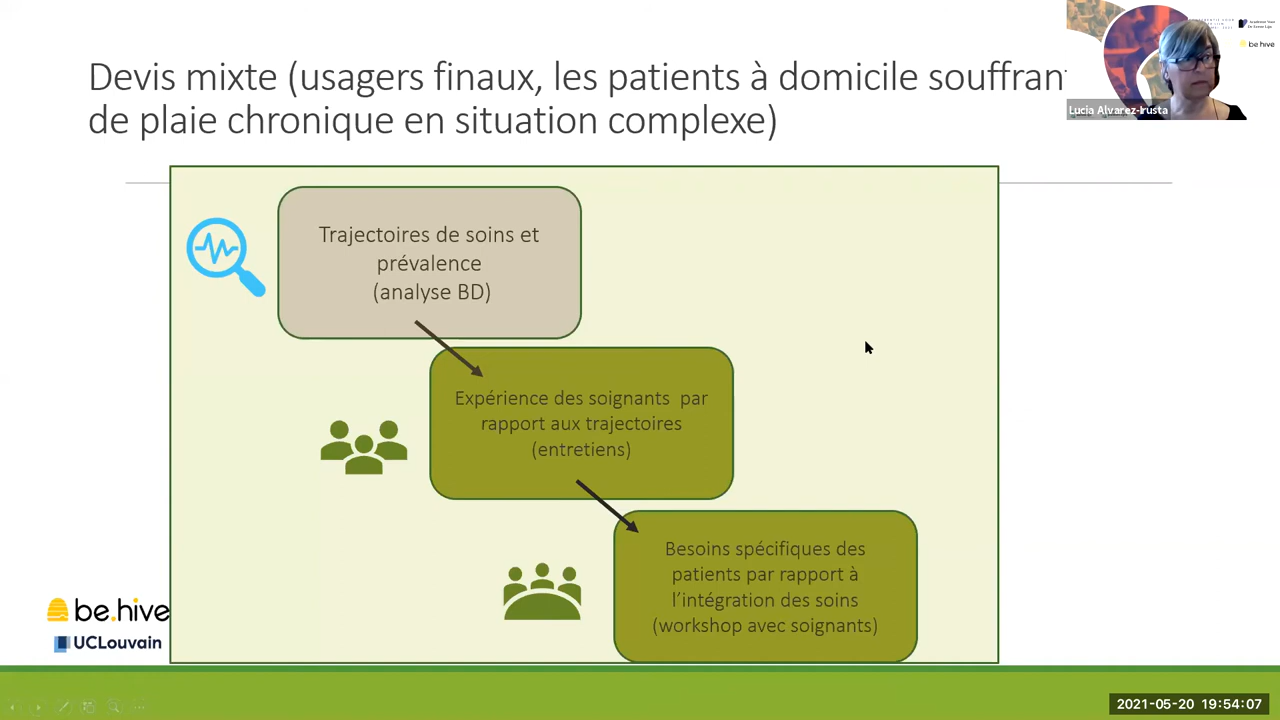 Devis mixte (usagers finaux, les patients à domicile souffran
de plaie chronique en situation complexe)
be.hive
Lucia Alvarez-Irusta
Trajectoires de soins et
prévalence
(analyse BD)
Expérience des soignants par
rapport aux trajectoires
(entretiens)
Besoins spécifiques des
patients par rapport à
l'intégration des soins
(workshop avec soignants)
be.hive
UCLouvain
2021-05-20 19:54:07